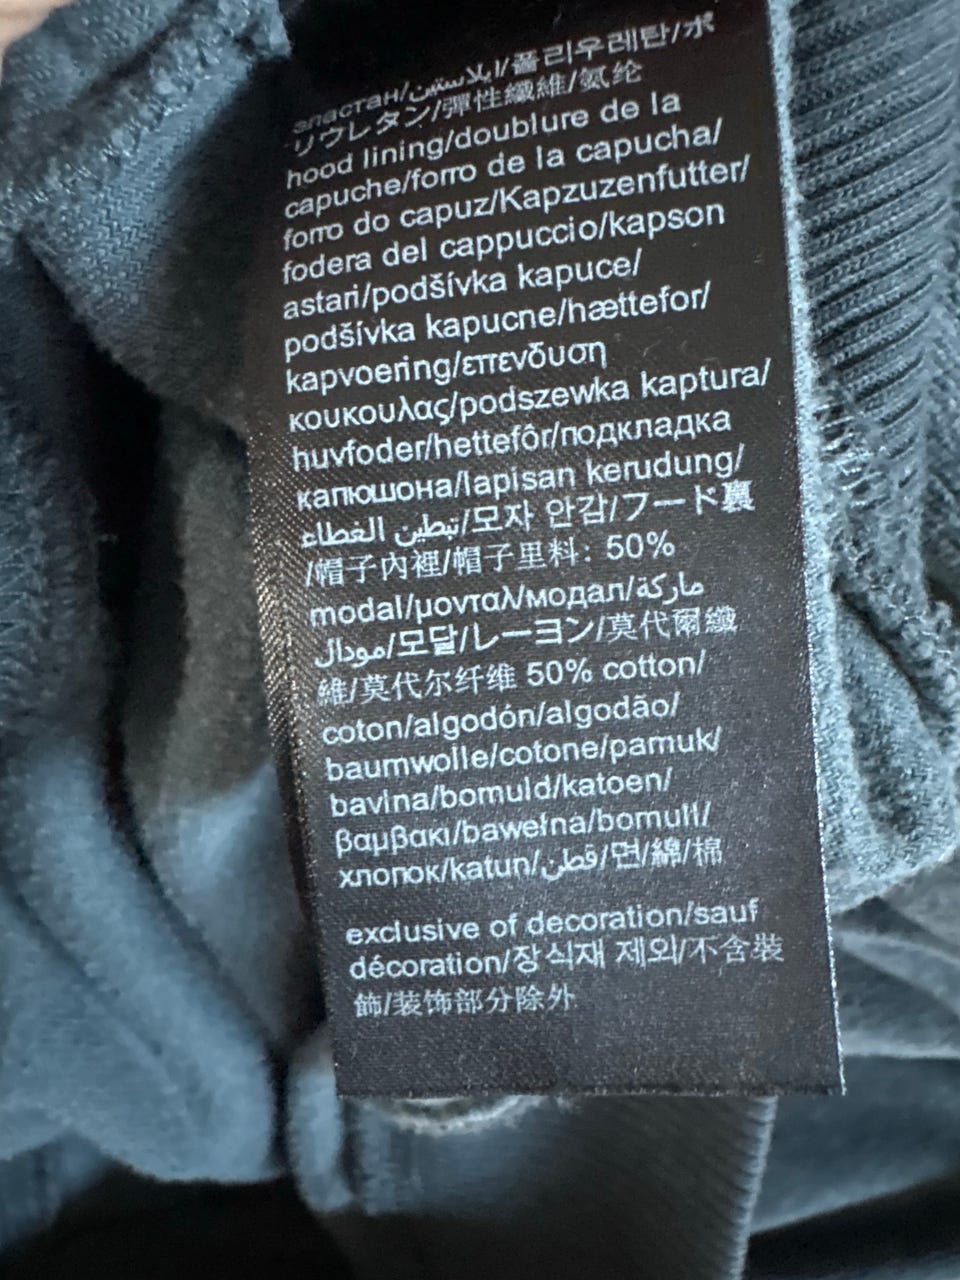 эластан/ايلاستين/폴리우레탄/ポ
リウレタン/彈性纖維/氨纶
hood lining/doublure de la
capuche/forro de la capucha/
forro do capuz/Kapzuzenfutter/
fodera del cappuccio/kapson
astari/podšívka kapuce/
podšívka kapucne/hættefor/
kapvoering/επενδυση
κουκουλας/podszewka kaptura/
huvfoder/hettefôr/подкладка
капюшона/lapisan kerudung/
تبطين الغطاء/모자 안감/フード裏
/帽子內裡/帽子里料: 50%
modal/μονταλ/модал/ماركة
مودال/모달/レーヨン/莫代爾纖
維/莫代尔纤维 50% cotton/
coton/algodón/algodão/
baumwolle/cotone/pamuk/
bavlna/bomuld/katoen/
βαμβακι/bawełna/bomull/
хлопок/katun/قطن/면/綿/棉
exclusive of decoration/sauf
décoration/장식재 제외/不含裝
飾/装饰部分除外